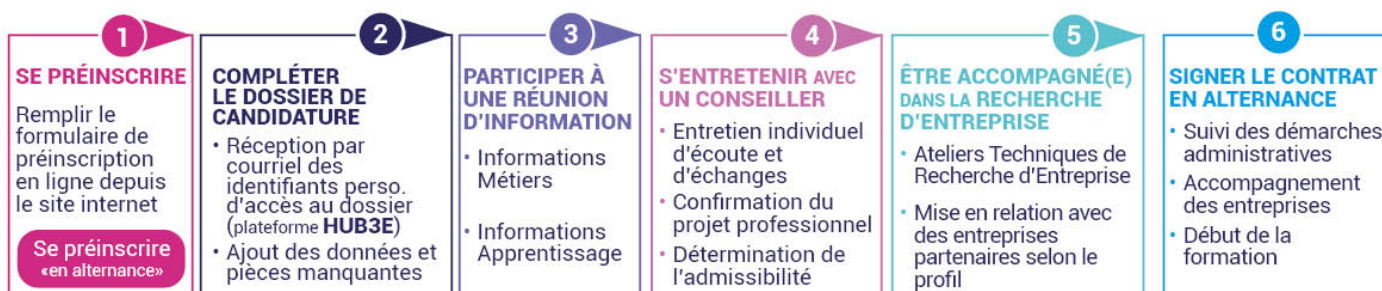 1
SE PRÉINSCRIRE
Remplir le
formulaire de
préinscription
en ligne depuis
le site internet
Se préinscrire
«en alternance»
2
COMPLÉTER
LE DOSSIER DE
CANDIDATURE
• Réception par
courriel des
identifiants perso.
d'accès au dossier
(plateforme HUB3E)
• Ajout des données et
pièces manquantes
3
PARTICIPER À
UNE RÉUNION
D'INFORMATION
• Informations
Métiers
• Informations
Apprentissage
4
S'ENTRETENIR AVEC
UN CONSEILLER
• Entretien individuel
d'écoute et
d'échanges
• Confirmation du
projet professionnel
• Détermination de
l'admissibilité
5
ÊTRE ACCOMPAGNÉ(E)
DANS LA RECHERCHE
D'ENTREPRISE
• Ateliers Techniques de
Recherche d'Entreprise
• Mise en relation avec
des entreprises
partenaires selon le
profil
6
SIGNER LE CONTRAT
EN ALTERNANCE
• Suivi des démarches
administratives
• Accompagnement
des entreprises
• Début de la
formation